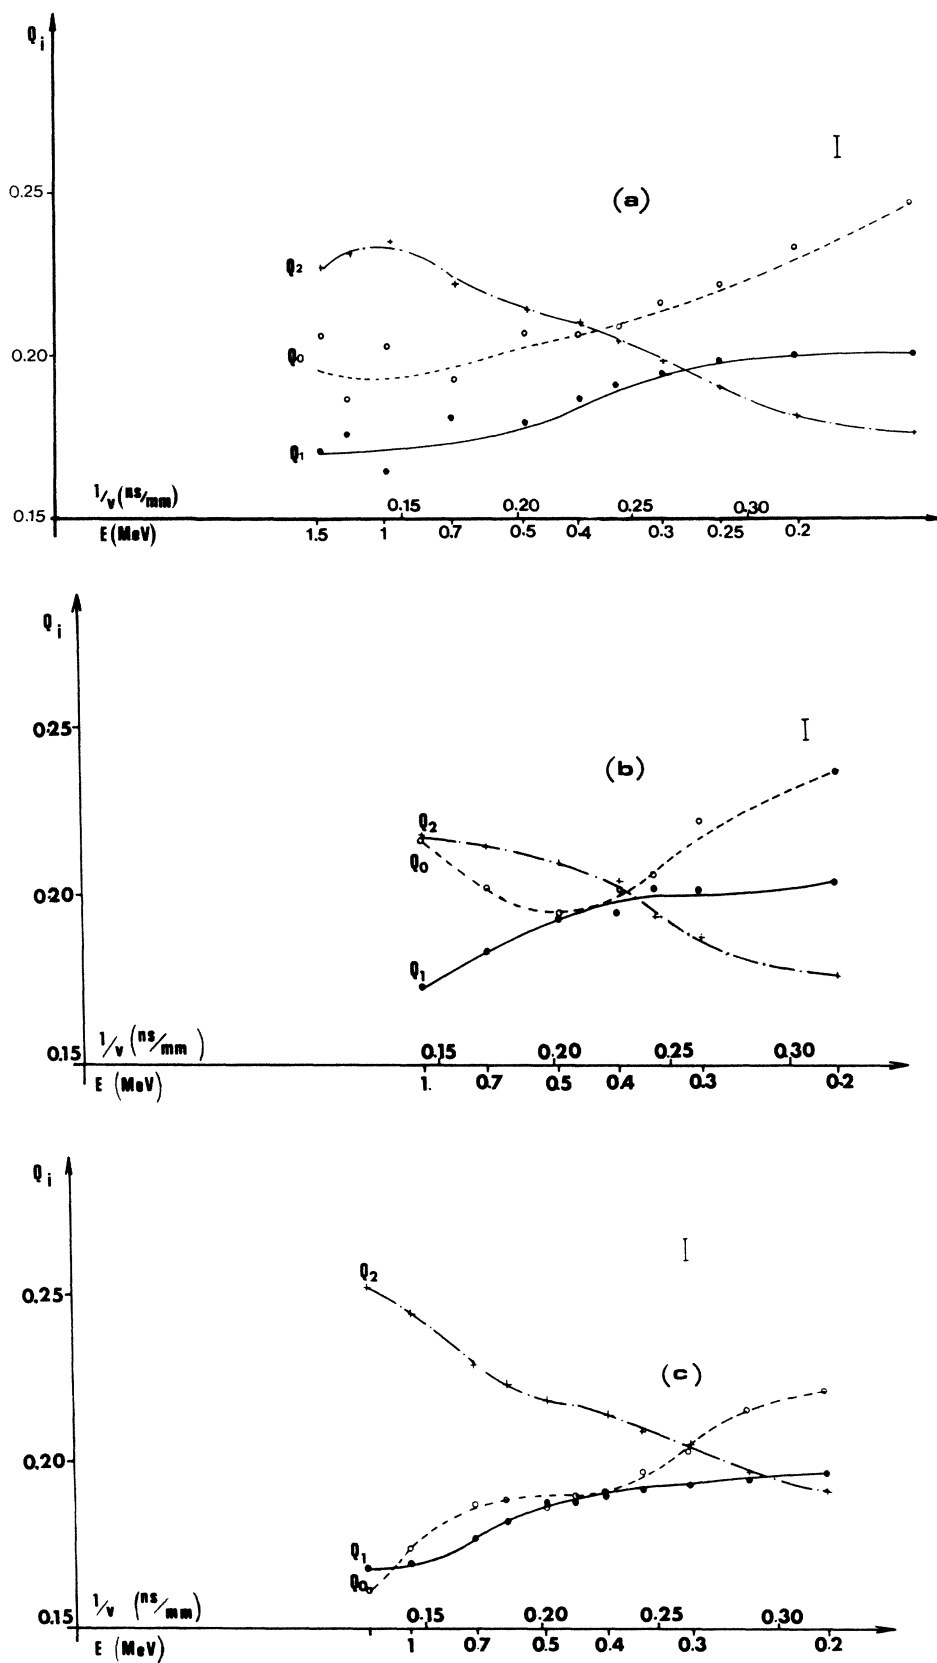 Qi
0.25
(a)
Q2
0.20
Q0
Q1
1/v (ns/mm)
0.15 0.20 0.25 0.30
0.15
E (MeV) 1.5 1 0.7 0.5 0.4 0.3 0.25 0.2
Qi
0.25
(b)
Q2
Q0
0.20
Q1
0.15 1/v (ns/mm) 0.15 0.20 0.25 0.30
E (MeV) 1. 0.7 0.5 0.4 0.3 0.2
Qi
Q2
0.25
(c)
0.20
Q1
Q0
0.15 1/v (ns/mm) 0.15 0.20 0.25 0.30
E (MeV) 1 0.7 0.5 0.4 0.3 0.2